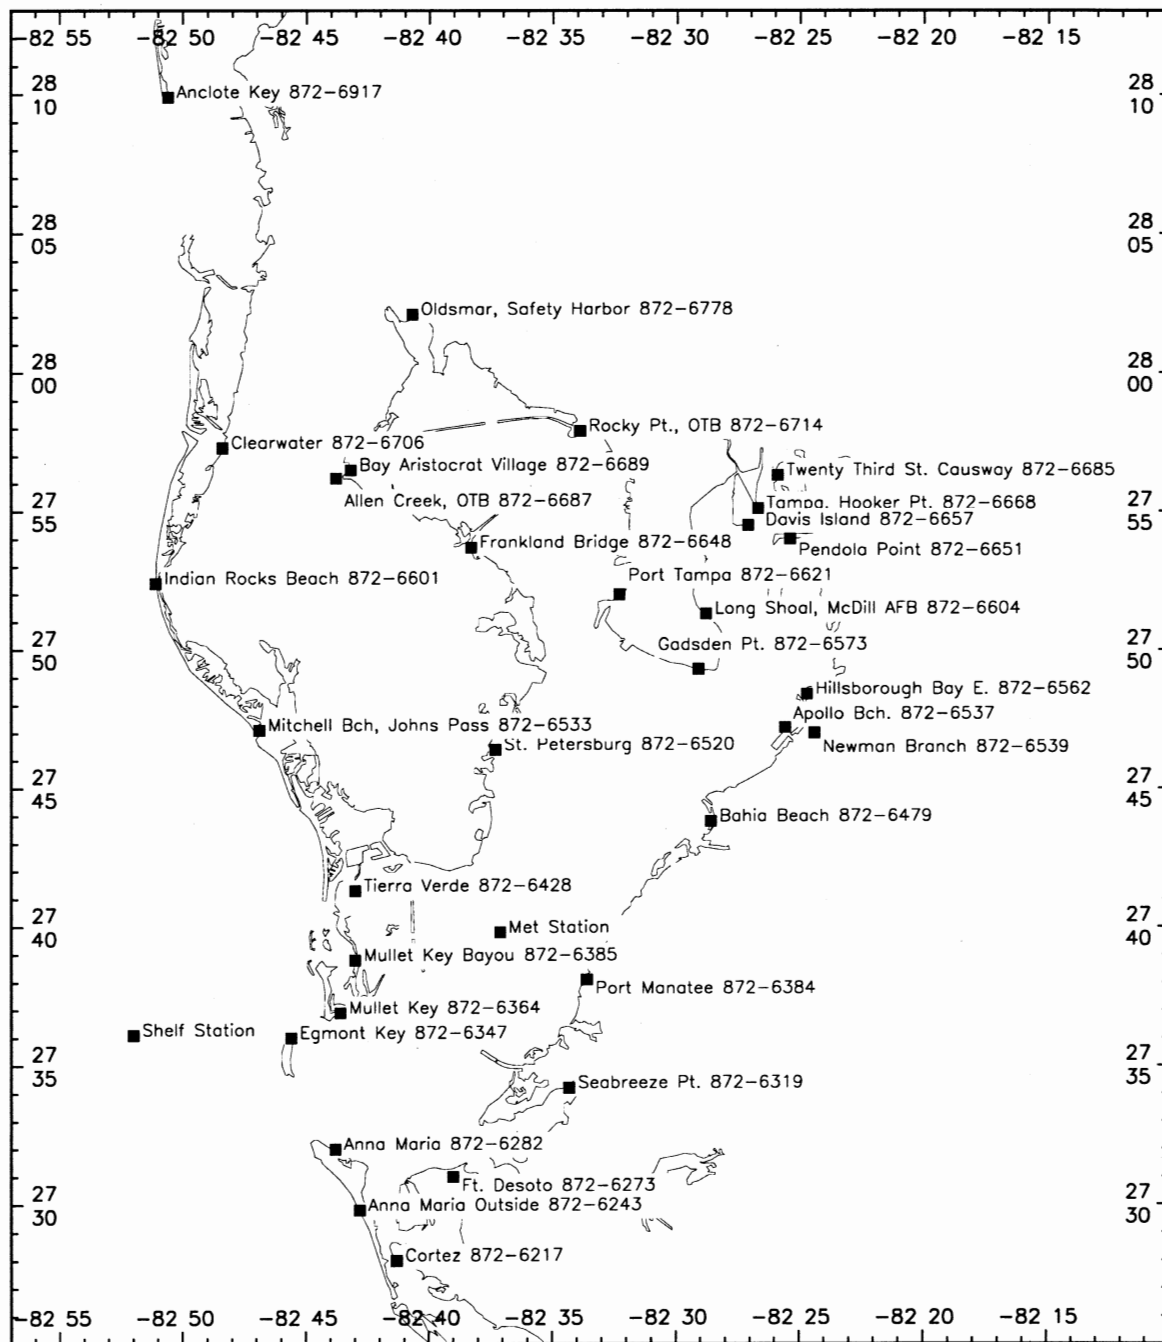 -82 55 -82 50 -82 43 -82 38 -82 35 -82 30 -82 25 -82 20 -82 15
28 10 28 10
Anclote Key 872-6917
28 05 28 05
Oldsmar, Safety Harbor 872-6778
28 00 28 00
Rocky Pt., OTB 872-6714
Clearwater 872-6706
Bay Aristocrat Village 872-6689
Twenty Third St. Causway 872-6685
Allen Creek, OTB 872-6687
Tampa, Hooker Pt. 872-6668
27 55 27 55
Davis Island 872-6657
Frankland Bridge 872-6648
Pendola Point 872-6651
Indian Rocks Beach 872-6601
Port Tampa 872-6621
Long Shoal, McDill AFB 872-6604
27 50 27 50
Gadsden Pt. 872-6573
Hillsborough Bay E. 872-6562
Apollo Bch. 872-6537
Mitchell Bch, Johns Pass 872-6533
St. Petersburg 872-6520
Newman Branch 872-6539
27 45 27 45
Bahia Beach 872-6479
Tierra Verde 872-6428
27 40 27 40
Met Station
Mullet Key Bayou 872-6385
Port Manatee 872-6384
Mullet Key 872-6364
Shelf Station
Egmont Key 872-6347
27 35 27 35
Seabreeze Pt. 872-6319
Anna Maria 872-6282
Ft. Desoto 872-6273
27 30 27 30
Anna Maria Outside 872-6243
Cortez 872-6217
-82 55 -82 50 -82 43 -82 38 -82 35 -82 30 -82 25 -82 20 -82 15